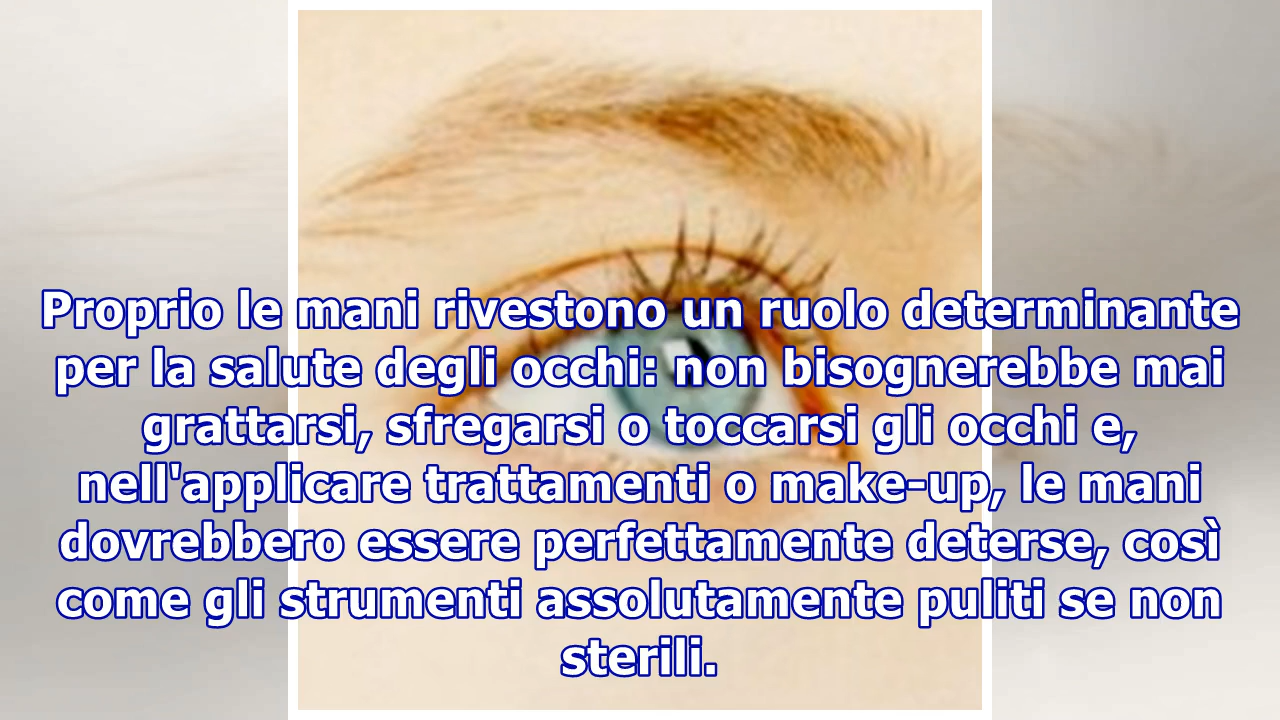 Proprio le mani rivestono un ruolo determinante
per la salute degli occhi: non bisognerebbe mai
grattarsi, sfregarsi o toccarsi gli occhi e,
nell'applicare trattamenti o make-up, le mani
dovrebbero essere perfettamente deterse, così
come gli strumenti assolutamente puliti se non
sterili.